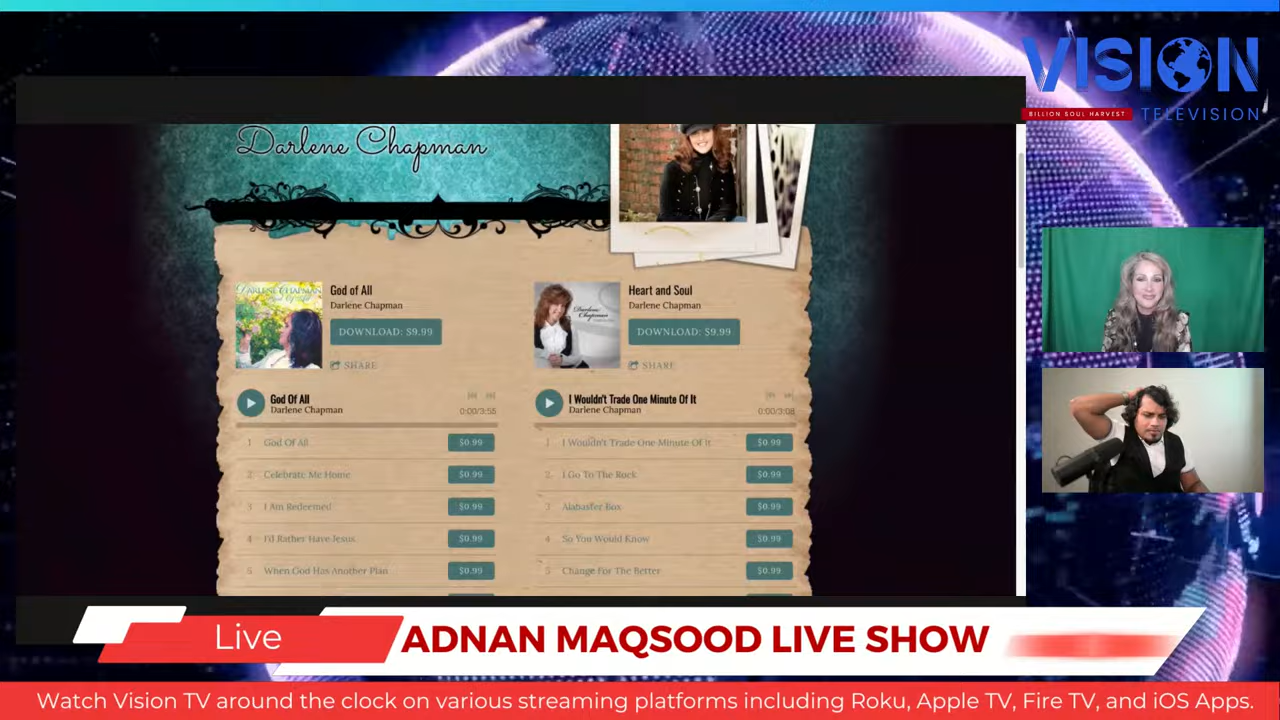 VISION
BILLION SOUL HARVEST
TELEVISION
Darlene Chapman
God of All
Darlene Chapman
DOWNLOAD: $9.99
SHARE
God Of All
Darlene Chapman
0:00/3:55
1 God Of All $0.99
2 Celebrate Me Home $0.99
3 I Am Redeemed $0.99
4 I'd Rather Have Jesus $0.99
5 When God Has Another Plan $0.99
Heart and Soul
Darlene Chapman
DOWNLOAD: $9.99
SHARE
I Wouldn't Trade One Minute Of It
Darlene Chapman
0:00/3:08
1 I Wouldn't Trade One Minute Of It $0.99
2 I Go To The Rock $0.99
3 Alabaster Box $0.99
4 So You Would Know $0.99
5 Change For The Better $0.99
Live
ADNAN MAQSOOD LIVE SHOW
Watch Vision TV around the clock on various streaming platforms including Roku, Apple TV, Fire TV, and iOS Apps.